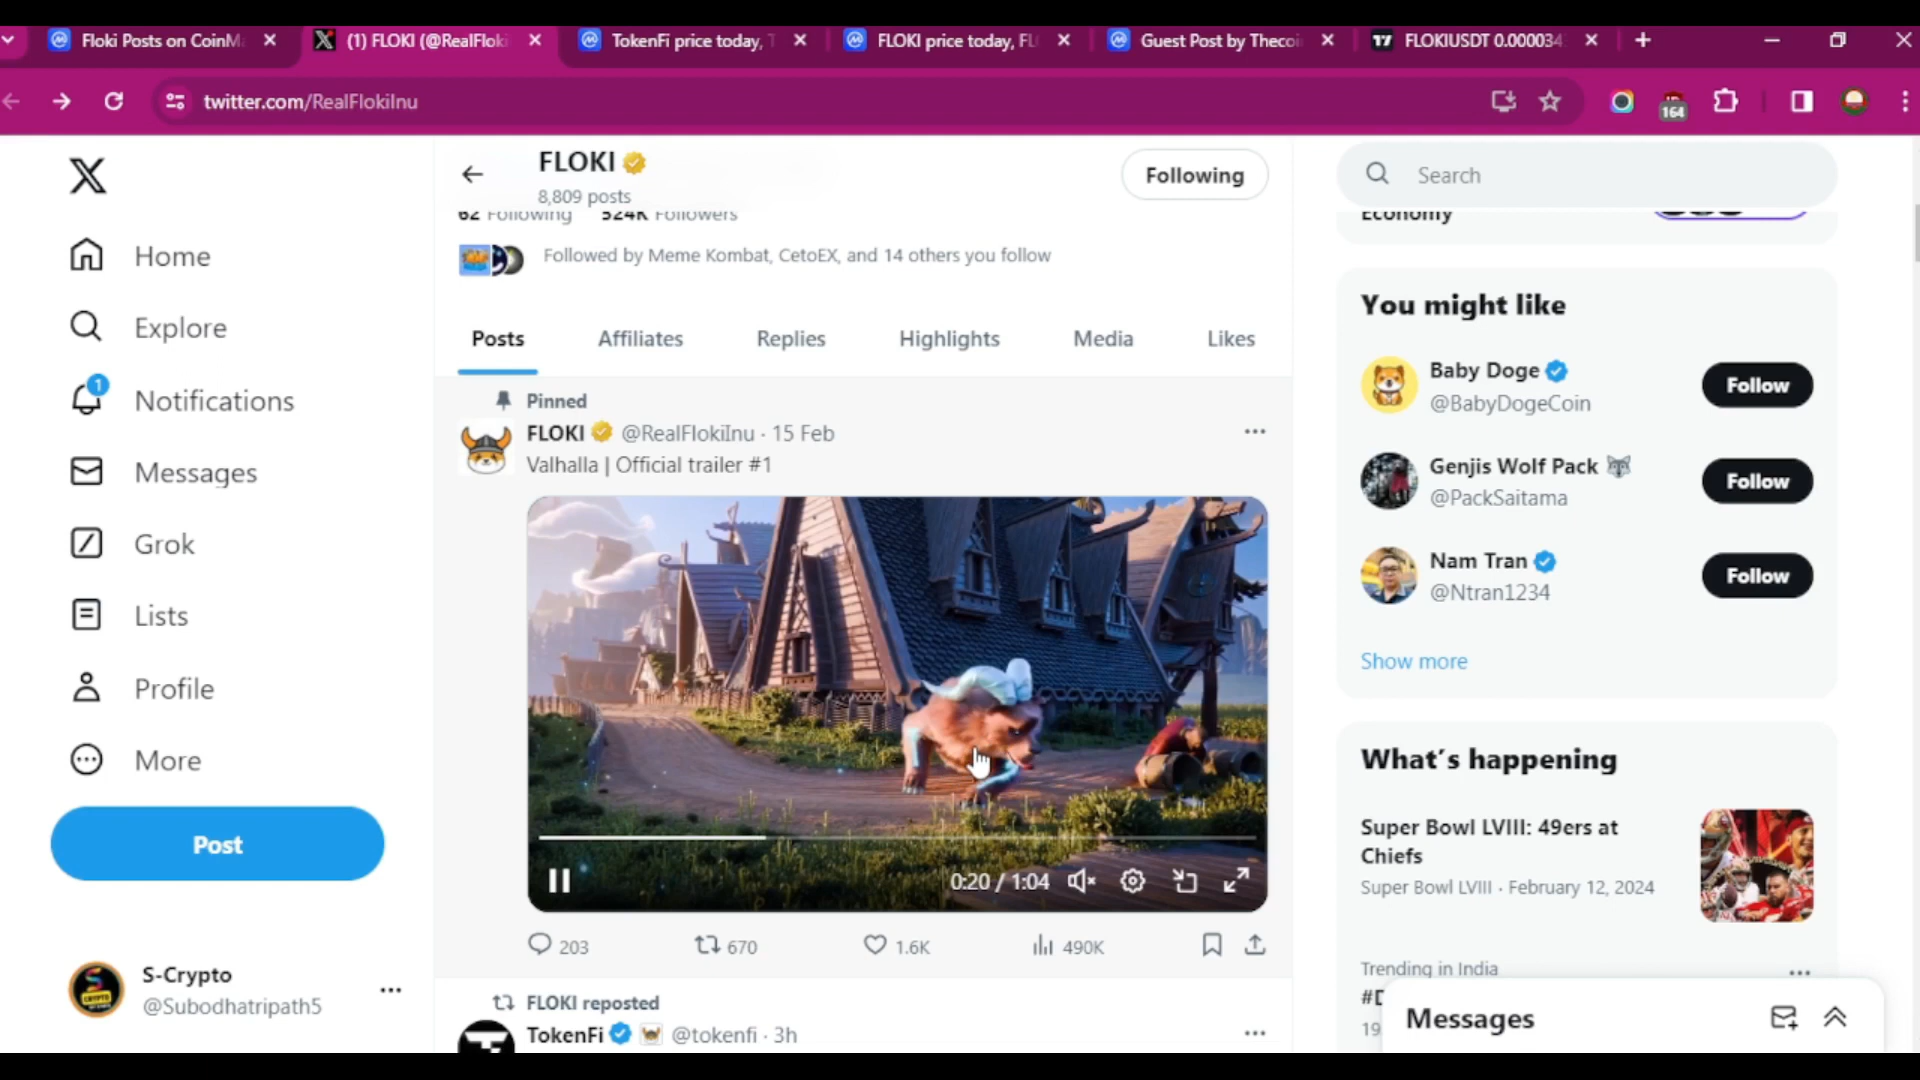 Floki Posts on CoinM
(1) FLOKI (@RealFloki
TokenFi price today, T
FLOKI price today, FL
Guest Post by Thecoi
FLOKIUSDT 0.000034
twitter.com/RealFlokiInu
164
FLOKI
8,809 posts
Following
62 Following 524K Followers
Followed by Meme Kombat, CetoEX, and 14 others you follow
Posts
Affiliates
Replies
Highlights
Media
Likes
Home
Explore
1
Notifications
Messages
Grok
Lists
Profile
More
Post
S-Crypto
@Subodhatripath5
Pinned
FLOKI @RealFlokiInu · 15 Feb
Valhalla | Official trailer #1
0:20 / 1:04
203
670
1.6K
490K
FLOKI reposted
TokenFi @tokenfi · 3h
Search
Economy
You might like
Baby Doge
@BabyDogeCoin
Follow
Genjis Wolf Pack
@PackSaitama
Follow
Nam Tran
@Ntran1234
Follow
Show more
What's happening
Super Bowl LVIII: 49ers at
Chiefs
Super Bowl LVIII · February 12, 2024
Trending in India
Messages